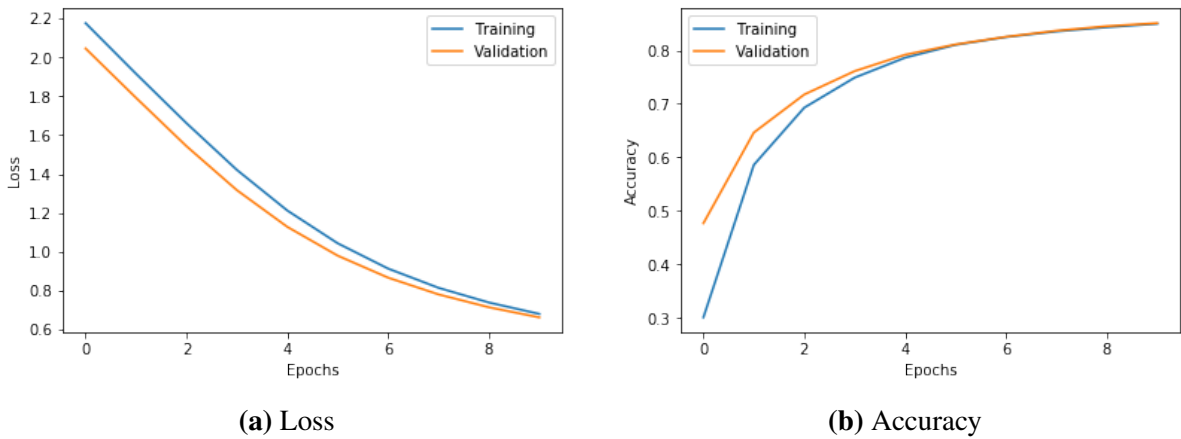 2.2
2.0
1.8
1.6
1.4
1.2
1.0
0.8
0.6
Loss
0 2 4 6 8
Epochs
Training
Validation
(a) Loss
0.8
0.7
0.6
0.5
0.4
0.3
Accuracy
0 2 4 6 8
Epochs
Training
Validation
(b) Accuracy